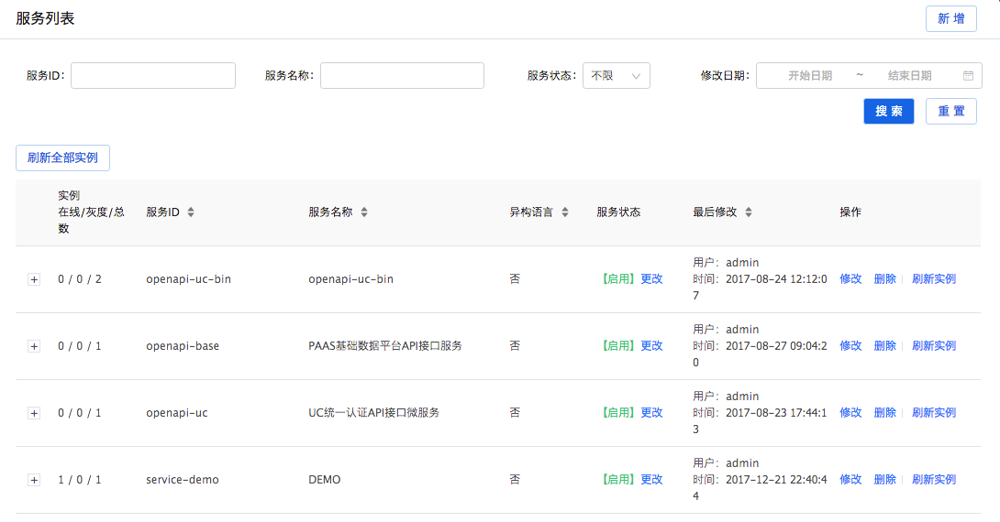 服务列表
新 增
服务ID： 服务名称： 服务状态： 不限 修改日期： 开始日期 ~ 结束日期
搜 索 重 置
刷新全部实例
实例
在线/灰度/总
数
服务ID 服务名称 异构语言 服务状态 最后修改 操作
0 / 0 / 2 openapi-uc-bin openapi-uc-bin 否 【启用】更改
用户：admin
时间：2017-08-24 12:12:0
7
修改 删除 刷新实例
0 / 0 / 1 openapi-base PAAS基础数据平台API接口服务 否 【启用】更改
用户：admin
时间：2017-08-27 09:04:2
0
修改 删除 刷新实例
0 / 0 / 1 openapi-uc UC统一认证API接口微服务 否 【启用】更改
用户：admin
时间：2017-08-23 17:44:1
3
修改 删除 刷新实例
1 / 0 / 1 service-demo DEMO 否 【启用】更改
用户：admin
时间：2017-12-21 22:40:4
4
修改 删除 刷新实例